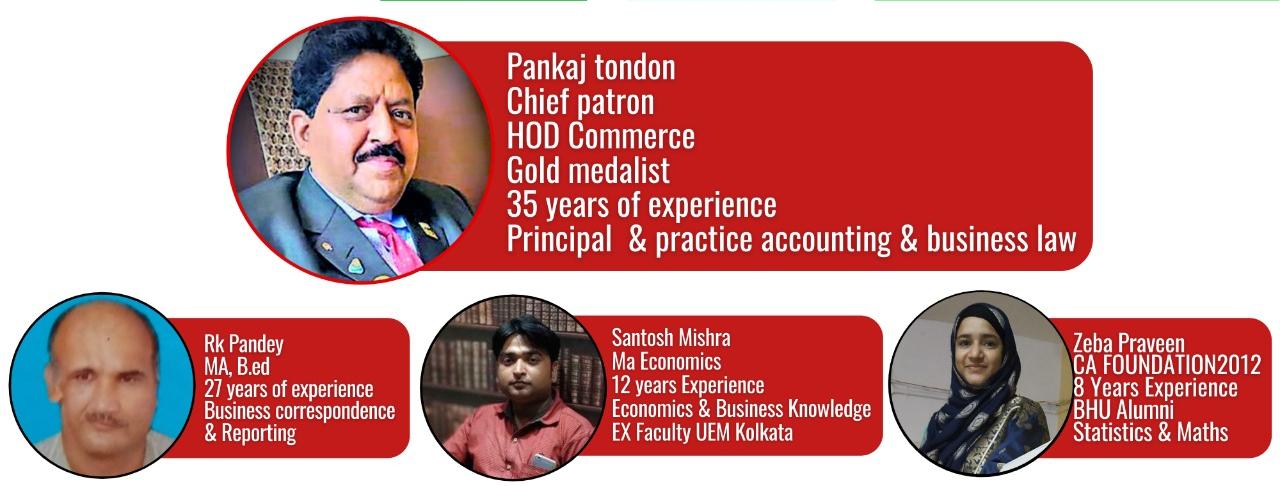 Pankaj tondon
Chief patron
HOD Commerce
Gold medalist
35 years of experience
Principal & practice accounting & business law
Rk Pandey
MA, B.ed
27 years of experience
Business correspondence
& Reporting
Santosh Mishra
Ma Economics
12 years Experience
Economics & Business Knowledge
EX Faculty UEM Kolkata
Zeba Praveen
CA FOUNDATION2012
8 Years Experience
BHU Alumni
Statistics & Maths